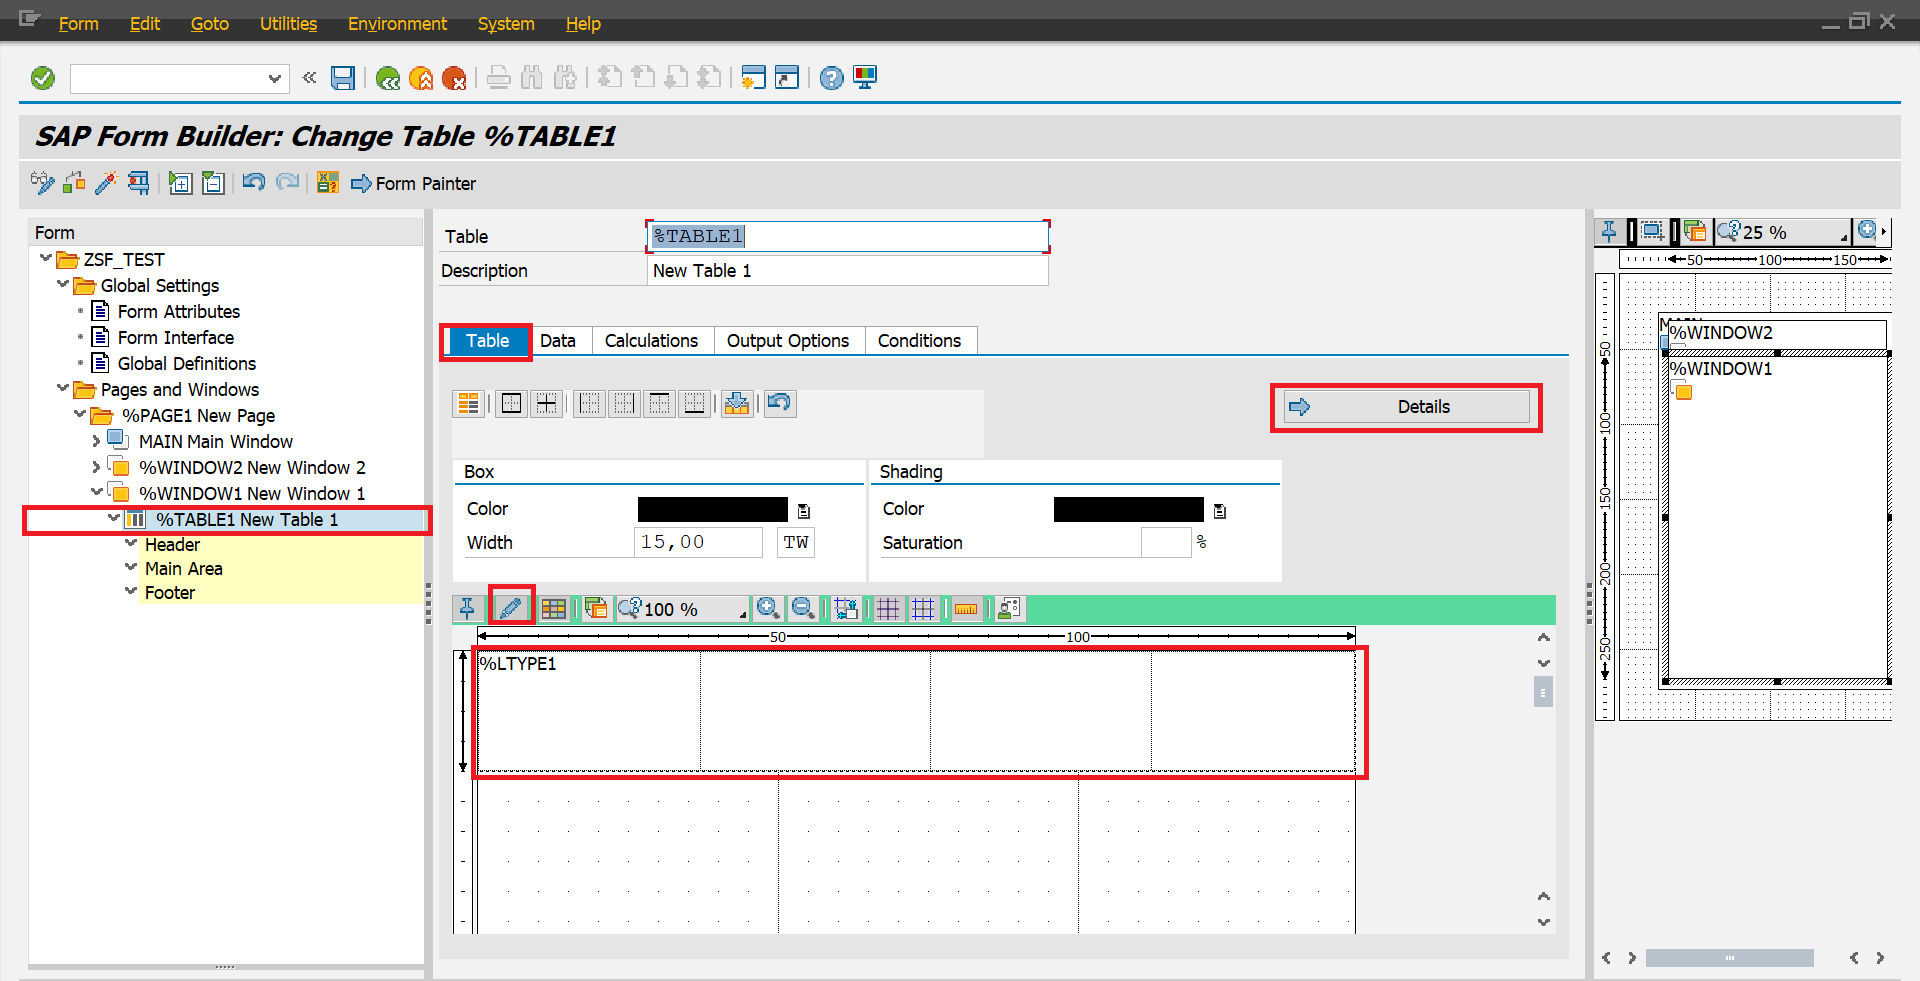 Form Edit Goto Utilities Environment System Help
SAP Form Builder: Change Table %TABLE1
Form Painter
Form
ZSF_TEST
Global Settings
Form Attributes
Form Interface
Global Definitions
Pages and Windows
%PAGE1 New Page
MAIN Main Window
%WINDOW2 New Window 2
%WINDOW1 New Window 1
%TABLE1 New Table 1
Header
Main Area
Footer
Table %TABLE1
Description New Table 1
Table Data Calculations Output Options Conditions
Details
Box
Color
Width 15,00 TW
Shading
Color
Saturation %
100 %
50 100
%LTYPE1
25 %
50 100 150
%WINDOW2
%WINDOW1
50
100
150
200
250